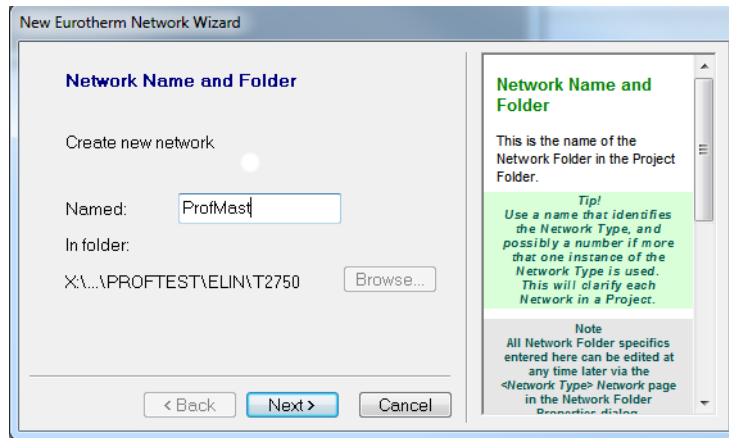 New Eurotherm Network Wizard
Network Name and Folder
Create new network
Named:
ProfMast
In folder:
X:\...\PROFTEST\ELIN\T2750
Browse...
< Back
Next >
Cancel
Network Name and
Folder
This is the name of the
Network Folder in the Project
Folder.
Tip!
Use a name that identifies
the Network Type, and
possibly a number if more
that one instance of the
Network Type is used.
This will clarify each
Network in a Project.
Note
All Network Folder specifics
entered here can be edited at
any time later via the
<Network Type> Network page
in the Network Folder
Properties dialog.